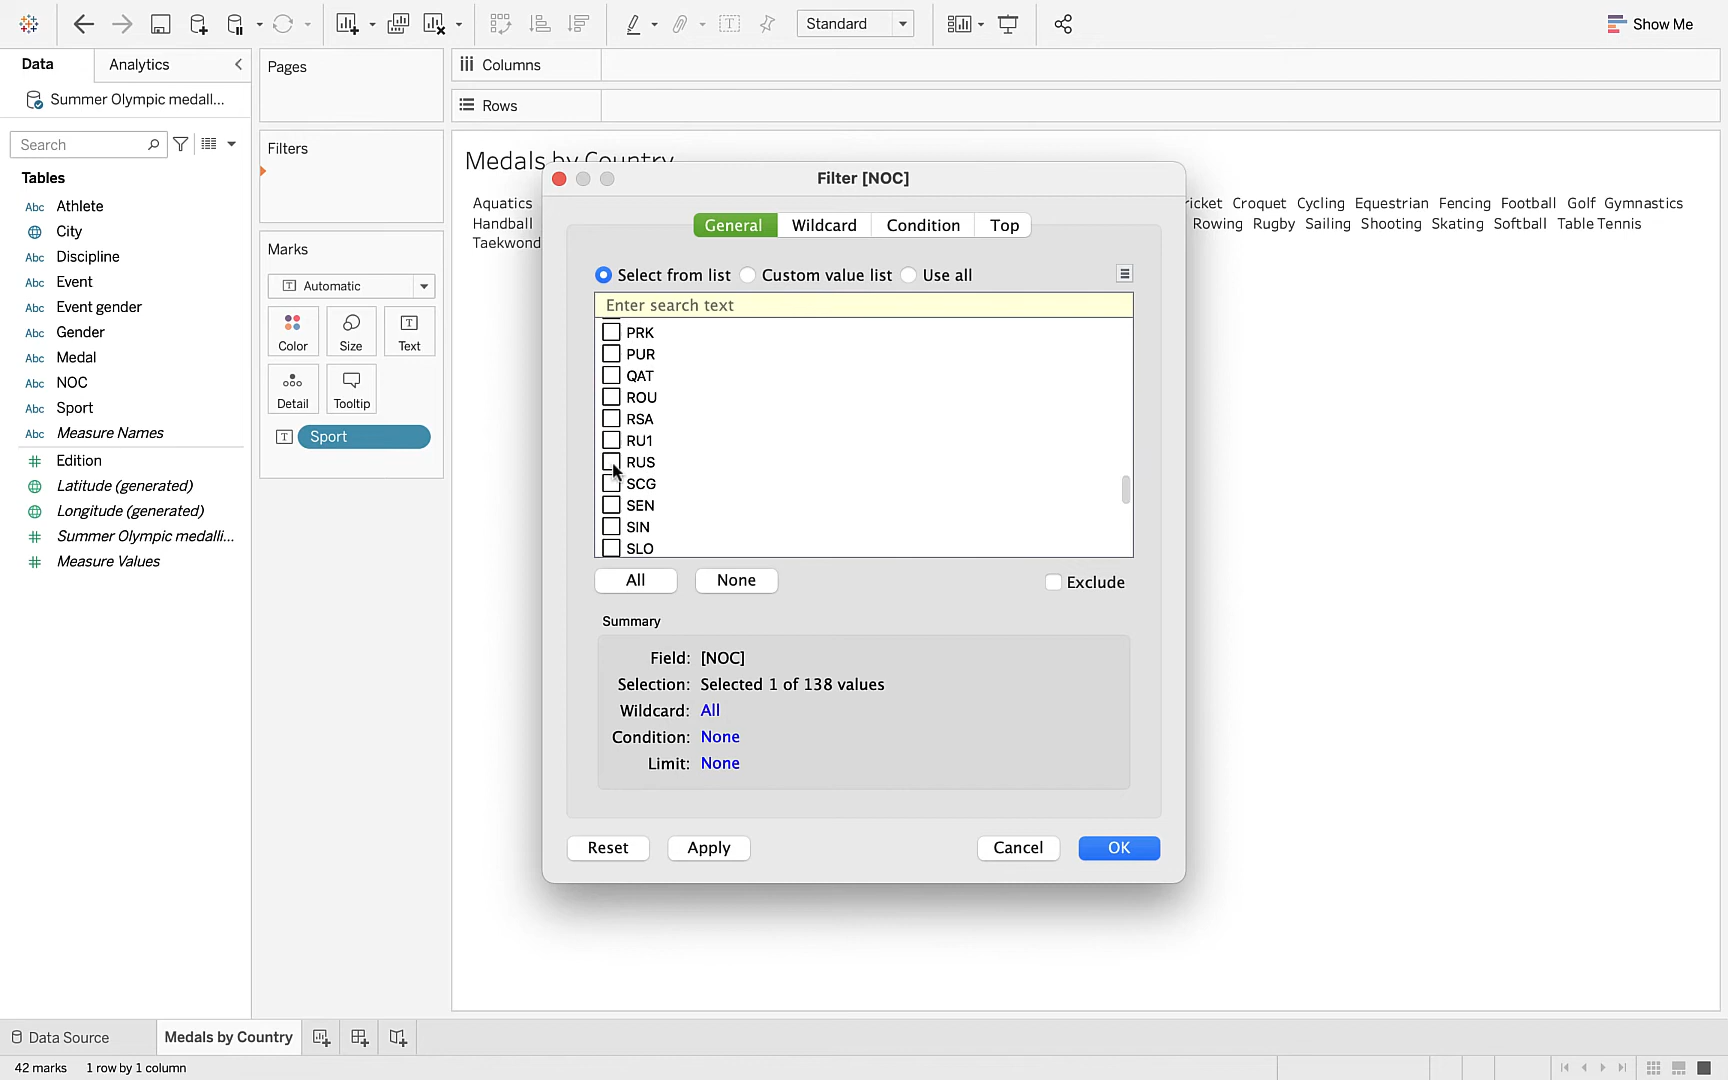 Standard
Show Me
Data
Analytics
Pages
Columns
Summer Olympic medall...
Rows
Search
Filters
Medals by Country
Filter [NOC]
Tables
Athlete
City
Discipline
Event
Event gender
Gender
Medal
NOC
Sport
Measure Names
Edition
Latitude (generated)
Longitude (generated)
Summer Olympic medalli...
Measure Values
Marks
Automatic
Color
Size
Text
Detail
Tooltip
Sport
Aquatics
Croquet Cycling Equestrian Fencing Football Golf Gymnastics
Handball
Rowing Rugby Sailing Shooting Skating Softball Table Tennis
General
Wildcard
Condition
Top
Select from list
Custom value list
Use all
Enter search text
PRK
PUR
QAT
ROU
RSA
RU1
RUS
SCG
SEN
SIN
SLO
All
None
Exclude
Summary
Field: [NOC]
Selection: Selected 1 of 138 values
Wildcard: All
Condition: None
Limit: None
Reset
Apply
Cancel
OK
Data Source
Medals by Country
42 marks 1 row by 1 column